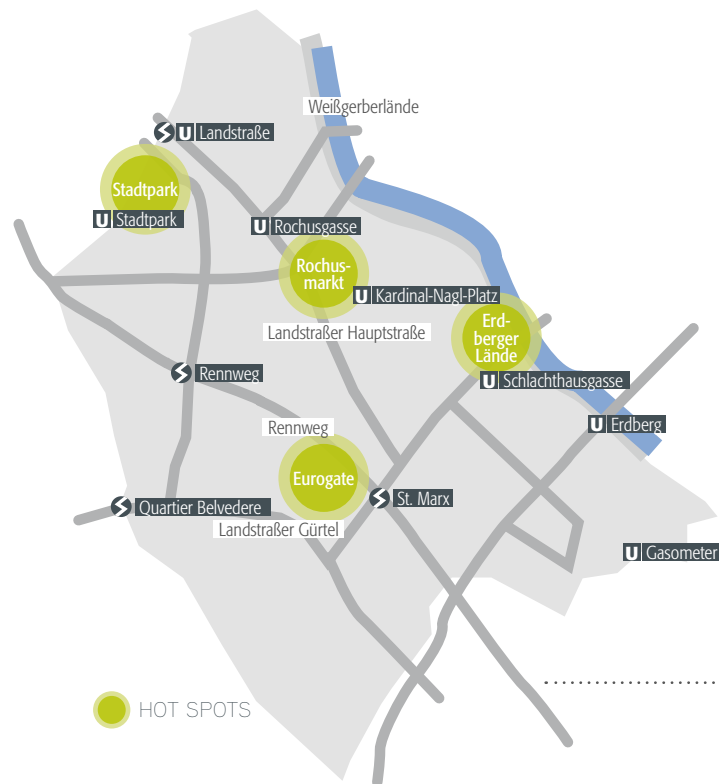 Weißgerberlände
S U Landstraße
Stadtpark
U Stadtpark
U Rochusgasse
Rochus-
markt
U Kardinal-Nagl-Platz
Landstraßer Hauptstraße
Erd-
berger
Lände
S Rennweg
U Schlachthausgasse
U Erdberg
Rennweg
Eurogate
S St. Marx
S Quartier Belvedere
Landstraßer Gürtel
U Gasometer
HOT SPOTS